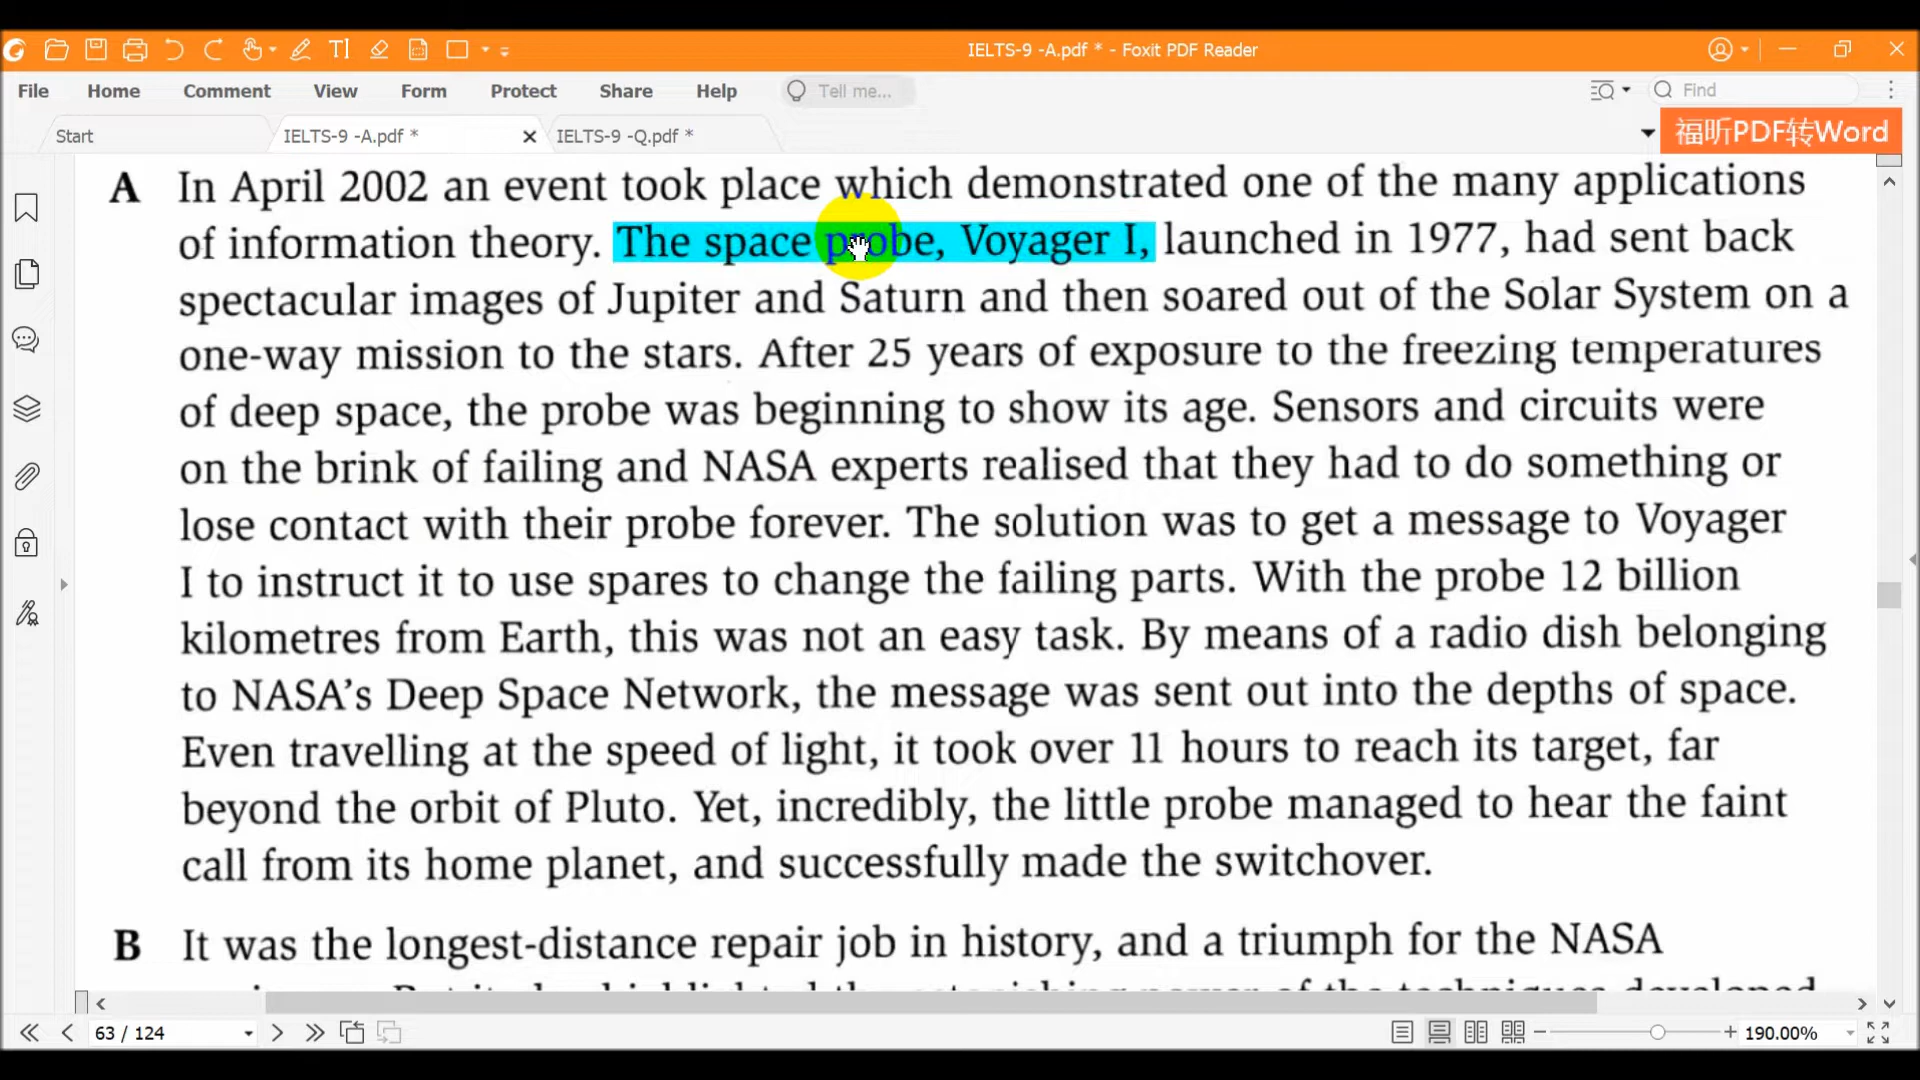 IELTS-9 -A.pdf * - Foxit PDF Reader
File Home Comment View Form Protect Share Help Tell me... Find
Start IELTS-9 -A.pdf * IELTS-9 -Q.pdf * 福昕PDF转Word
A In April 2002 an event took place which demonstrated one of the many applications
of information theory. The space probe, Voyager I, launched in 1977, had sent back
spectacular images of Jupiter and Saturn and then soared out of the Solar System on a
one-way mission to the stars. After 25 years of exposure to the freezing temperatures
of deep space, the probe was beginning to show its age. Sensors and circuits were
on the brink of failing and NASA experts realised that they had to do something or
lose contact with their probe forever. The solution was to get a message to Voyager
I to instruct it to use spares to change the failing parts. With the probe 12 billion
kilometres from Earth, this was not an easy task. By means of a radio dish belonging
to NASA's Deep Space Network, the message was sent out into the depths of space.
Even travelling at the speed of light, it took over 11 hours to reach its target, far
beyond the orbit of Pluto. Yet, incredibly, the little probe managed to hear the faint
call from its home planet, and successfully made the switchover.
B It was the longest-distance repair job in history, and a triumph for the NASA
63 / 124 190.00%